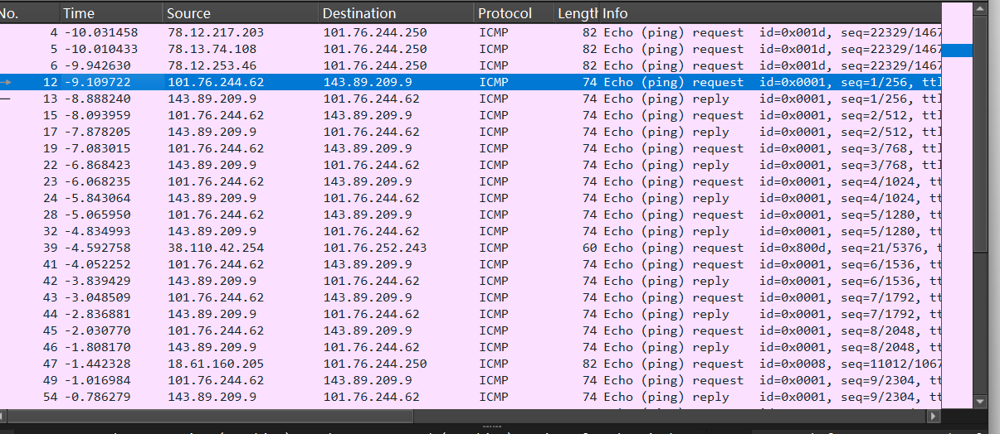 No. Time Source Destination Protocol Length Info
4 -10.031458 78.12.217.203 101.76.244.250 ICMP 82 Echo (ping) request id=0x001d, seq=22329/1467
5 -10.010433 78.13.74.108 101.76.244.250 ICMP 82 Echo (ping) request id=0x001d, seq=22329/1467
6 -9.942630 78.12.253.46 101.76.244.250 ICMP 82 Echo (ping) request id=0x001d, seq=22329/1467
12 -9.109722 101.76.244.62 143.89.209.9 ICMP 74 Echo (ping) request id=0x0001, seq=1/256, ttl
13 -8.888240 143.89.209.9 101.76.244.62 ICMP 74 Echo (ping) reply id=0x0001, seq=1/256, ttl
15 -8.093959 101.76.244.62 143.89.209.9 ICMP 74 Echo (ping) request id=0x0001, seq=2/512, ttl
17 -7.878205 143.89.209.9 101.76.244.62 ICMP 74 Echo (ping) reply id=0x0001, seq=2/512, ttl
19 -7.083015 101.76.244.62 143.89.209.9 ICMP 74 Echo (ping) request id=0x0001, seq=3/768, ttl
22 -6.868423 143.89.209.9 101.76.244.62 ICMP 74 Echo (ping) reply id=0x0001, seq=3/768, ttl
23 -6.068235 101.76.244.62 143.89.209.9 ICMP 74 Echo (ping) request id=0x0001, seq=4/1024, tt
24 -5.843064 143.89.209.9 101.76.244.62 ICMP 74 Echo (ping) reply id=0x0001, seq=4/1024, tt
28 -5.065950 101.76.244.62 143.89.209.9 ICMP 74 Echo (ping) request id=0x0001, seq=5/1280, tt
32 -4.834993 143.89.209.9 101.76.244.62 ICMP 74 Echo (ping) reply id=0x0001, seq=5/1280, tt
39 -4.592758 38.110.42.254 101.76.252.243 ICMP 60 Echo (ping) request id=0x800d, seq=21/5376, t
41 -4.052252 101.76.244.62 143.89.209.9 ICMP 74 Echo (ping) request id=0x0001, seq=6/1536, tt
42 -3.839429 143.89.209.9 101.76.244.62 ICMP 74 Echo (ping) reply id=0x0001, seq=6/1536, tt
43 -3.048509 101.76.244.62 143.89.209.9 ICMP 74 Echo (ping) request id=0x0001, seq=7/1792, tt
44 -2.836881 143.89.209.9 101.76.244.62 ICMP 74 Echo (ping) reply id=0x0001, seq=7/1792, tt
45 -2.030770 101.76.244.62 143.89.209.9 ICMP 74 Echo (ping) request id=0x0001, seq=8/2048, tt
46 -1.808170 143.89.209.9 101.76.244.62 ICMP 74 Echo (ping) reply id=0x0001, seq=8/2048, tt
47 -1.442328 18.61.160.205 101.76.244.250 ICMP 82 Echo (ping) request id=0x0008, seq=11012/1067
49 -1.016984 101.76.244.62 143.89.209.9 ICMP 74 Echo (ping) request id=0x0001, seq=9/2304, tt
54 -0.786279 143.89.209.9 101.76.244.62 ICMP 74 Echo (ping) reply id=0x0001, seq=9/2304, tt